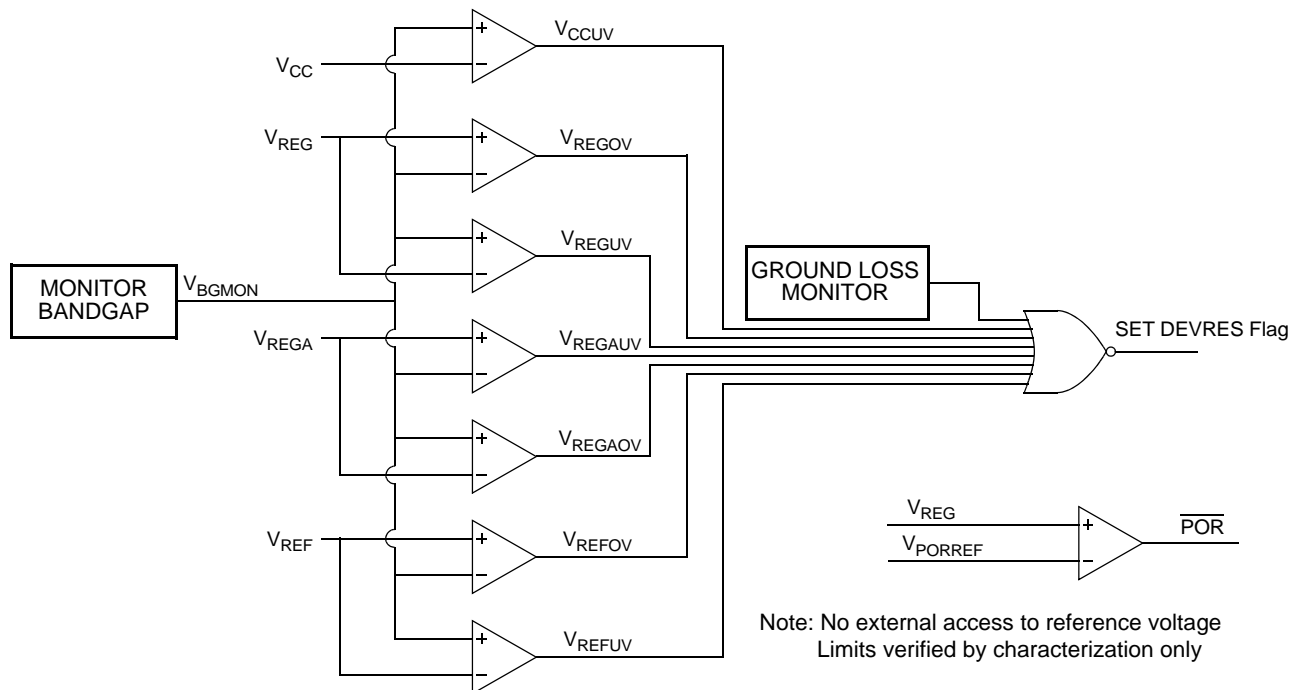 VCCUV
VCC
VREG
VREGOV
VREGUV
MONITOR
BANDGAP
VBGMON
GROUND LOSS
MONITOR
SET DEVRES Flag
VREGA
VREGAUV
VREGAOV
VREF
VREFOV
VREFUV
VREG
VPORREF
POR
Note: No external access to reference voltage
Limits verified by characterization only